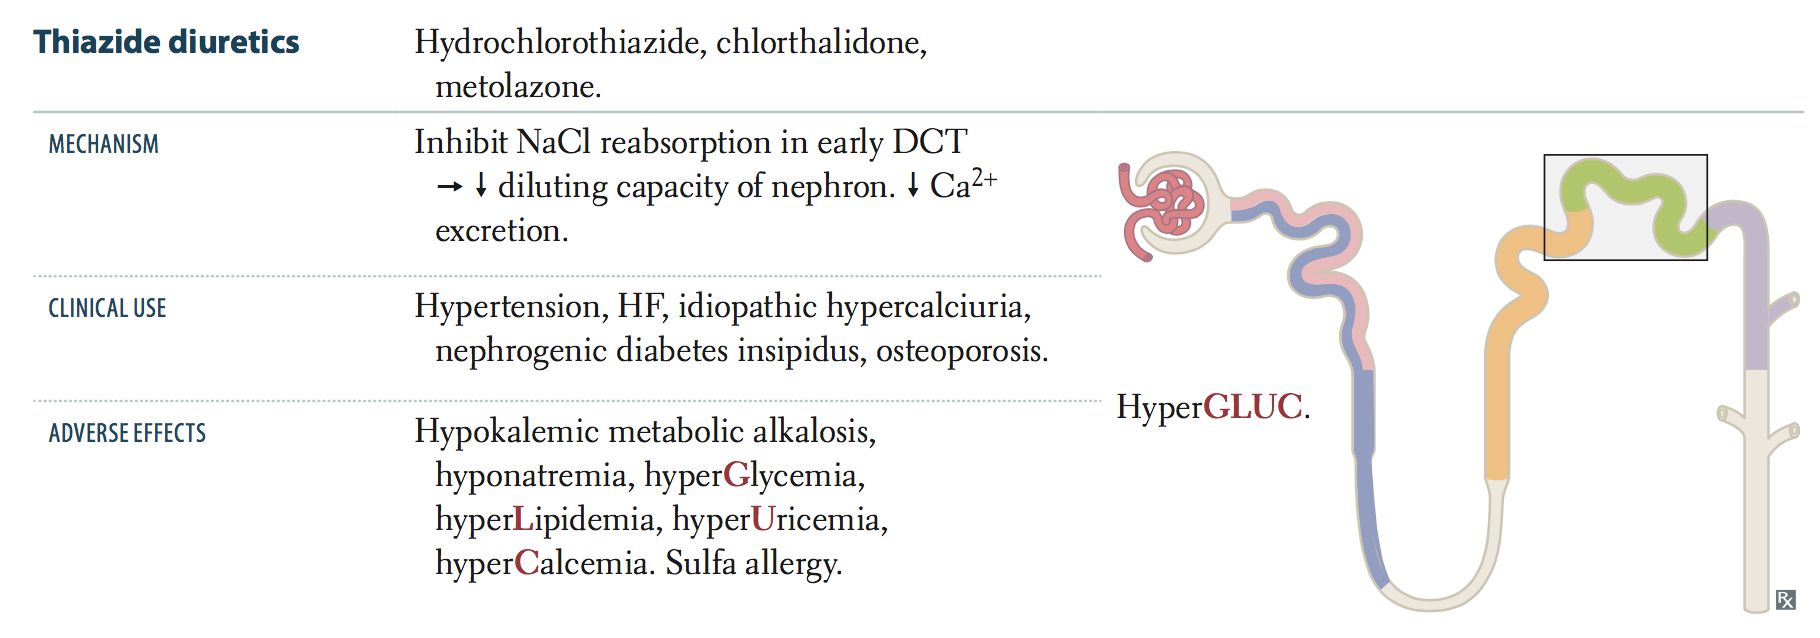 Thiazide diuretics
Hydrochlorothiazide, chlorthalidone,
metolazone.
MECHANISM
Inhibit NaCl reabsorption in early DCT
→ ↓ diluting capacity of nephron. ↓ Ca²⁺
excretion.
CLINICAL USE
Hypertension, HF, idiopathic hypercalciuria,
nephrogenic diabetes insipidus, osteoporosis.
ADVERSE EFFECTS
Hypokalemic metabolic alkalosis,
hyponatremia, hyperGlycemia,
hyperLipidemia, hyperUricemia,
hyperCalcemia. Sulfa allergy.
HyperGLUC.
Rx